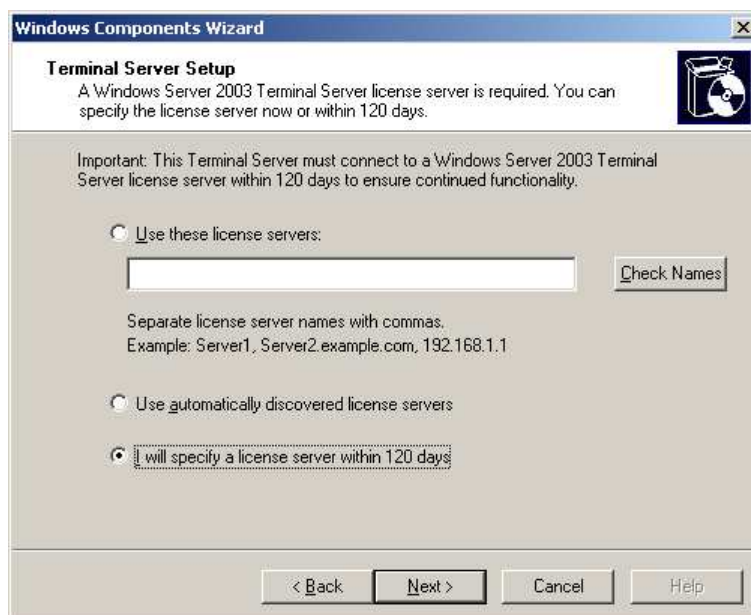 Windows Components Wizard
Terminal Server Setup
A Windows Server 2003 Terminal Server license server is required. You can
specify the license server now or within 120 days.
Important: This Terminal Server must connect to a Windows Server 2003 Terminal
Server license server within 120 days to ensure continued functionality.
Use these license servers:
Check Names
Separate license server names with commas.
Example: Server1, Server2.example.com, 192.168.1.1
Use automatically discovered license servers
I will specify a license server within 120 days
< Back
Next >
Cancel
Help